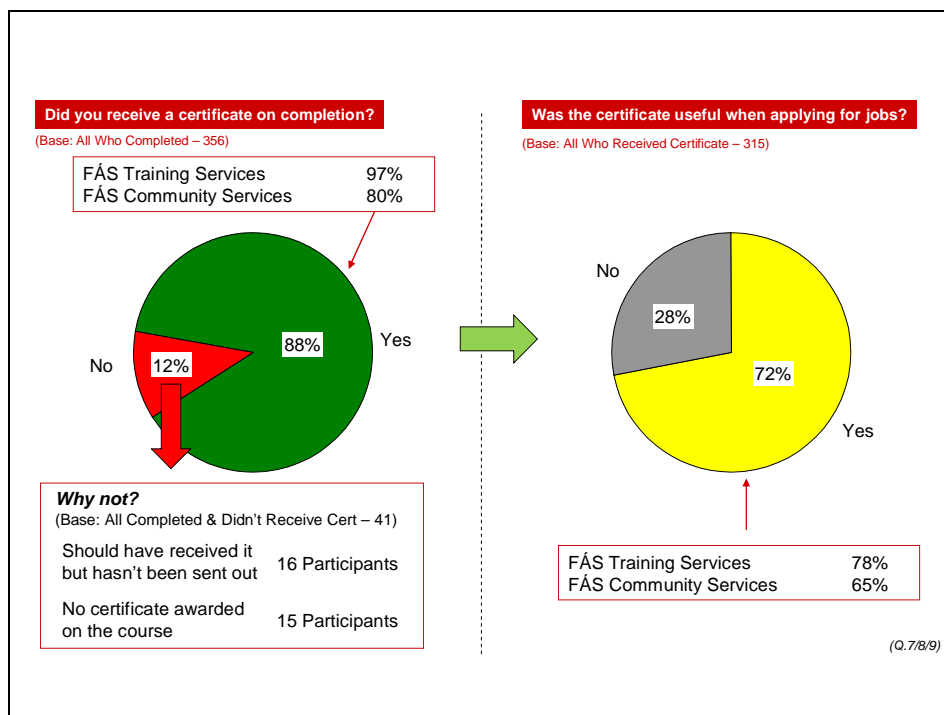 Did you receive a certificate on completion?
(Base: All Who Completed – 356)
FÁS Training Services 97%
FÁS Community Services 80%
Yes
88%
No
12%
Why not?
(Base: All Completed & Didn't Receive Cert – 41)
Should have received it
but hasn't been sent out 16 Participants
No certificate awarded
on the course 15 Participants
Was the certificate useful when applying for jobs?
(Base: All Who Received Certificate – 315)
No
28%
72%
Yes
FÁS Training Services 78%
FÁS Community Services 65%
(Q.7/8/9)